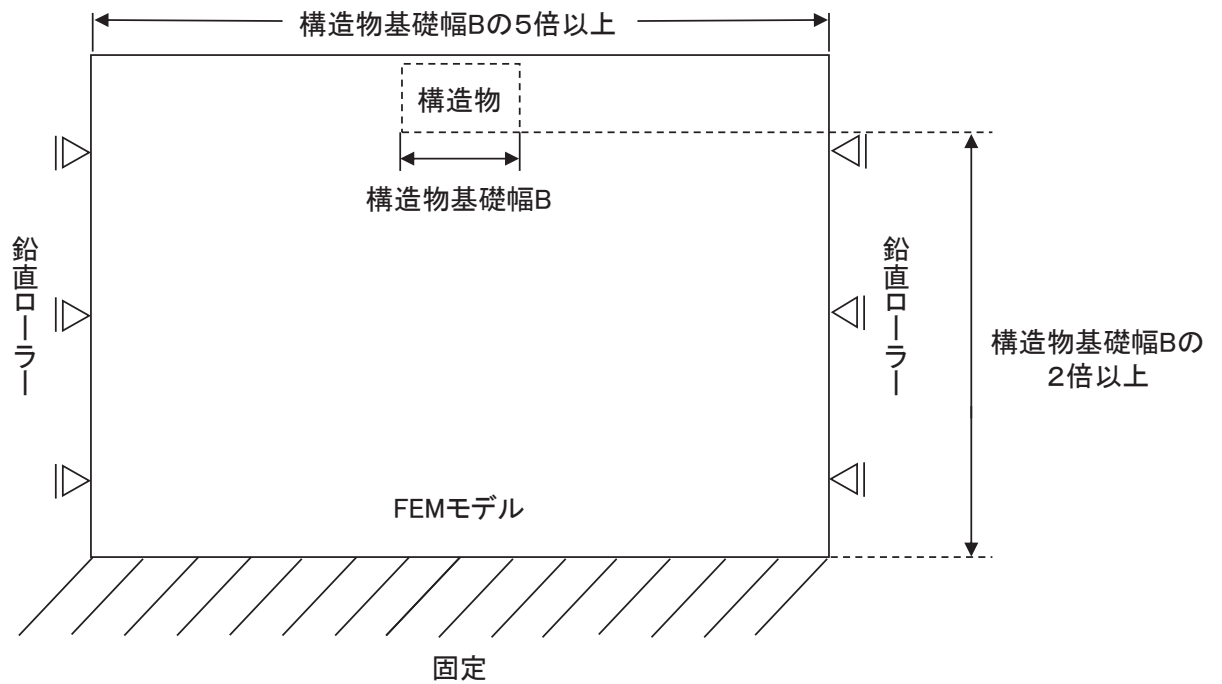 構造物基礎幅Bの5倍以上
構造物
構造物基礎幅B
鉛直ローラー
鉛直ローラー
構造物基礎幅Bの
2倍以上
FEMモデル
固定